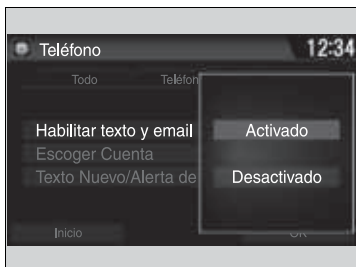 Teléfono 12:34
Todo Teléfon
Habilitar texto y email Activado
Escoger Cuenta
Texto Nuevo/Alerta de Desactivado
Inicio OK